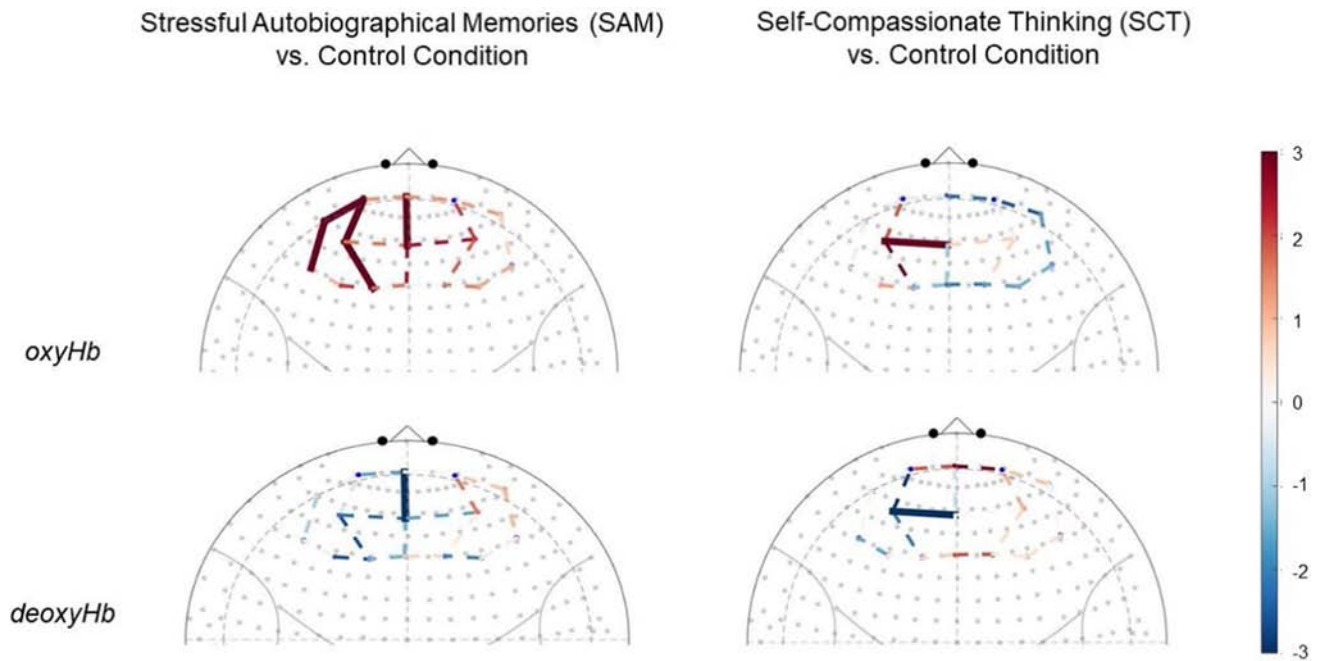 Stressful Autobiographical Memories (SAM)
vs. Control Condition
Self-Compassionate Thinking (SCT)
vs. Control Condition
oxyHb
deoxyHb
3
2
1
0
-1
-2
-3